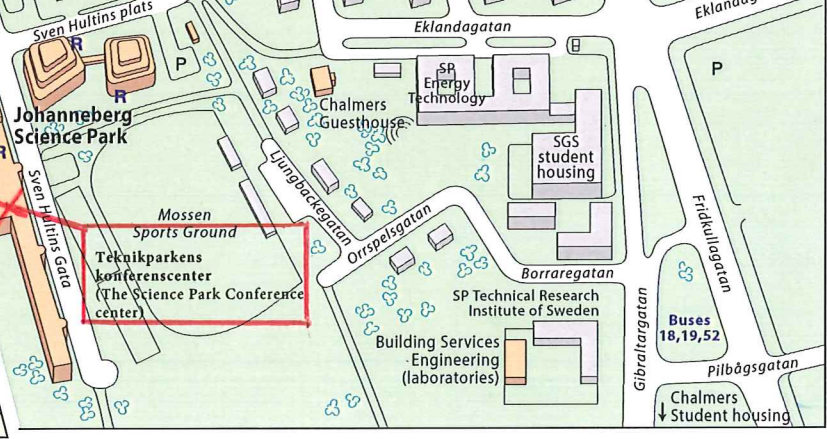 Sven Hultins plats
Eklandagatan
Eklandag
R
P
P
SP
Energy
Technology
R
Chalmers
Guesthouse
Johanneberg
Science Park
SGS
student
housing
R
Ljungbackegatan
Sven Hultins Gata
Fridkullagatan
Mossen
Sports Ground
Orrspelsgatan
Teknikparkens
konferenscenter
(The Science Park Conference
center)
Borraregatan
SP Technical Research
Institute of Sweden
Gibraltargatan
Buses
18,19,52
Building Services
Engineering
(laboratories)
Pilbågsgatan
Chalmers
↓ Student housing